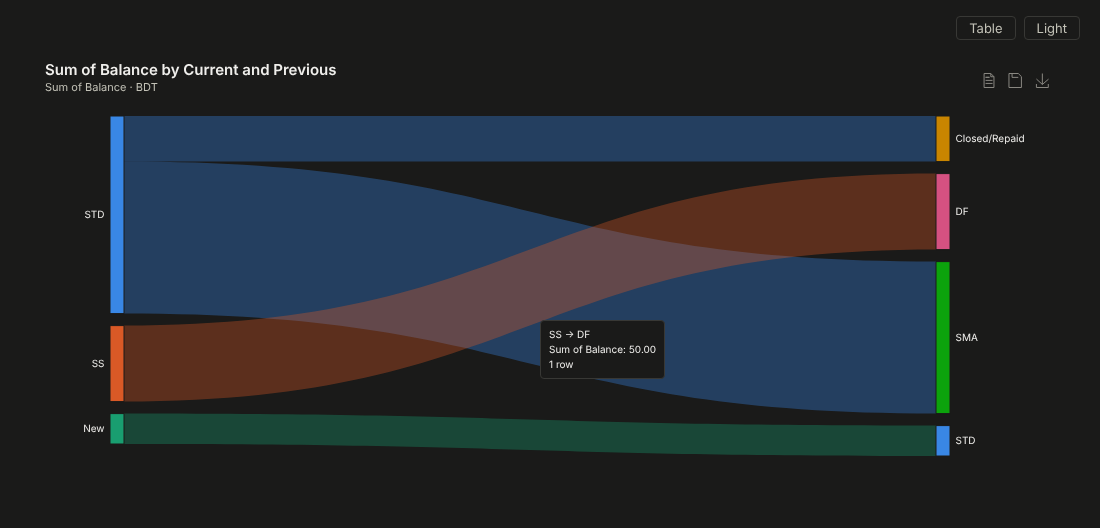 Table
Light
Sum of Balance by Current and Previous
Sum of Balance · BDT
Closed/Repaid
STD
DF
SS → DF
Sum of Balance: 50.00
1 row
SMA
SS
New
STD